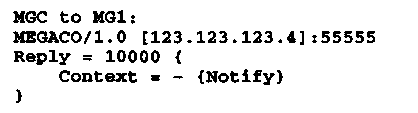 MGC to MG1:
MEGACO/1.0 [123.123.123.4]:55555
Reply = 10000 {
    Context = - {Notify}
}